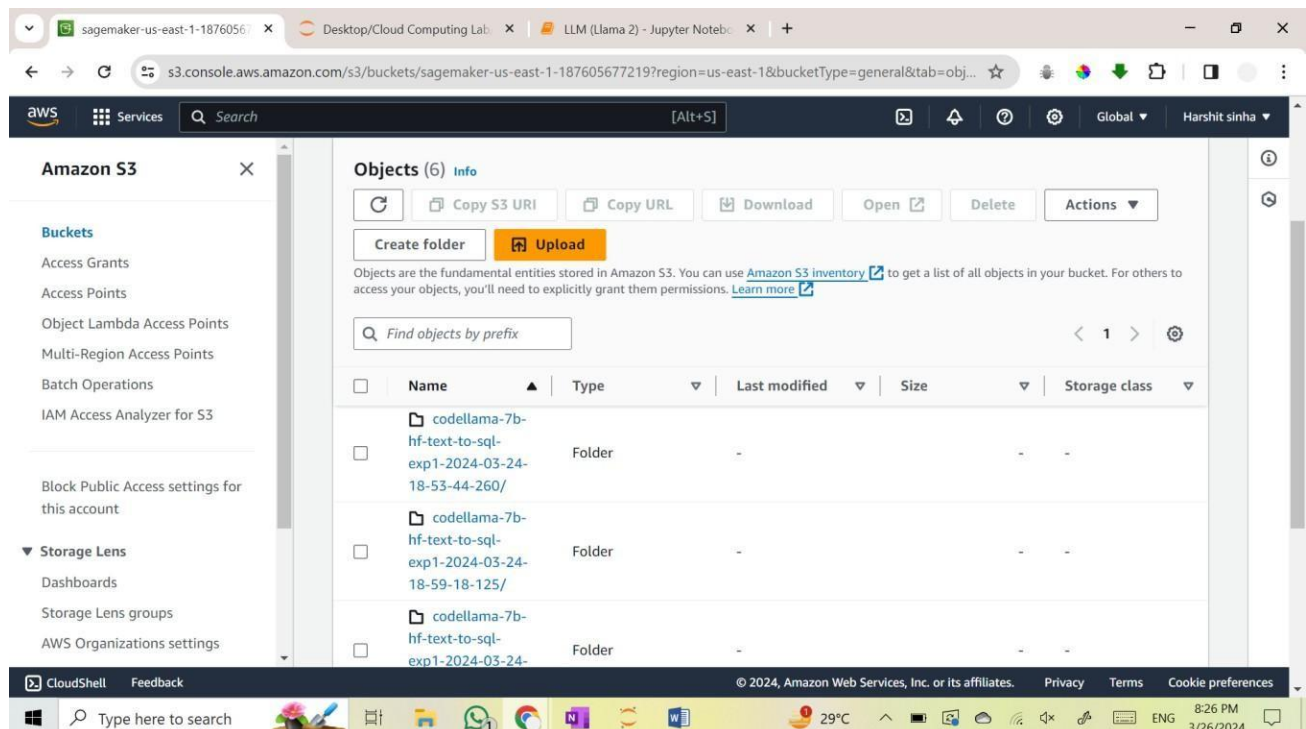 sagemaker-us-east-1-18760567
Desktop/Cloud Computing Lab
LLM (Llama 2) - Jupyter Notebo
s3.console.aws.amazon.com/s3/buckets/sagemaker-us-east-1-187605677219?region=us-east-1&bucketType=general&tab=obj...
aws
Services
Search
[Alt+S]
Global
Harshit sinha
Amazon S3
Buckets
Access Grants
Access Points
Object Lambda Access Points
Multi-Region Access Points
Batch Operations
IAM Access Analyzer for S3
Block Public Access settings for
this account
Storage Lens
Dashboards
Storage Lens groups
AWS Organizations settings
Objects (6) Info
Copy S3 URI
Copy URL
Download
Open
Delete
Actions
Create folder
Upload
Objects are the fundamental entities stored in Amazon S3. You can use Amazon S3 inventory to get a list of all objects in your bucket. For others to
access your objects, you'll need to explicitly grant them permissions. Learn more
Find objects by prefix
1
Name Type Last modified Size Storage class
codellama-7b-
hf-text-to-sql-
exp1-2024-03-24-
18-53-44-260/
Folder - - -
codellama-7b-
hf-text-to-sql-
exp1-2024-03-24-
18-59-18-125/
Folder - - -
codellama-7b-
hf-text-to-sql-
exp1-2024-03-24-
Folder - - -
CloudShell Feedback
© 2024, Amazon Web Services, Inc. or its affiliates. Privacy Terms Cookie preferences
Type here to search
29°C
ENG
8:26 PM
3/26/2024